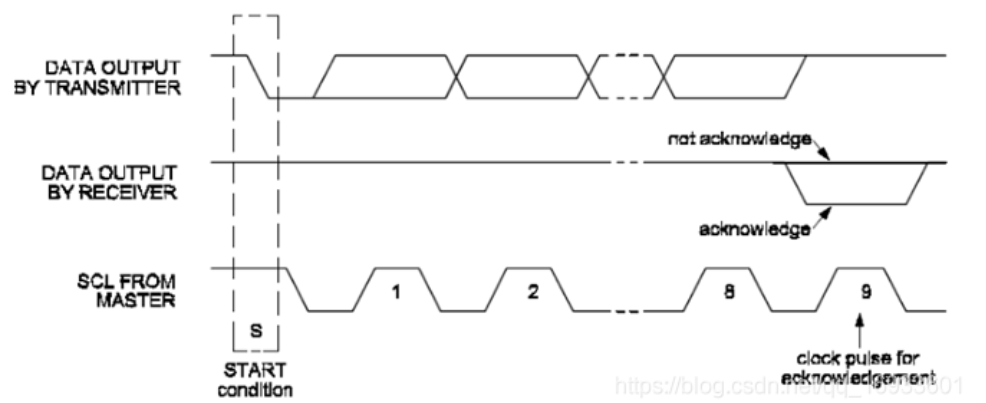 DATA OUTPUT
BY TRANSMITTER
not acknowledge
DATA OUTPUT
BY RECEIVER
acknowledge
SCL FROM
MASTER
1
2
8
9
S
START
condition
clock pulse for
acknowledgement
https://blog.csdn.net/qq_